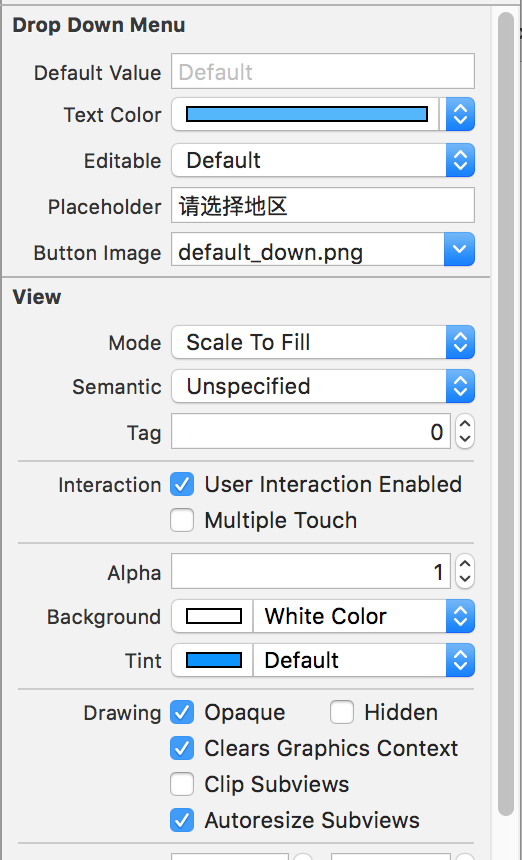 Drop Down Menu
Default Value Default
Text Color
Editable Default
Placeholder 请选择地区
Button Image default_down.png
View
Mode Scale To Fill
Semantic Unspecified
Tag 0
Interaction User Interaction Enabled
Multiple Touch
Alpha 1
Background White Color
Tint Default
Drawing Opaque Hidden
Clears Graphics Context
Clip Subviews
Autoresize Subviews